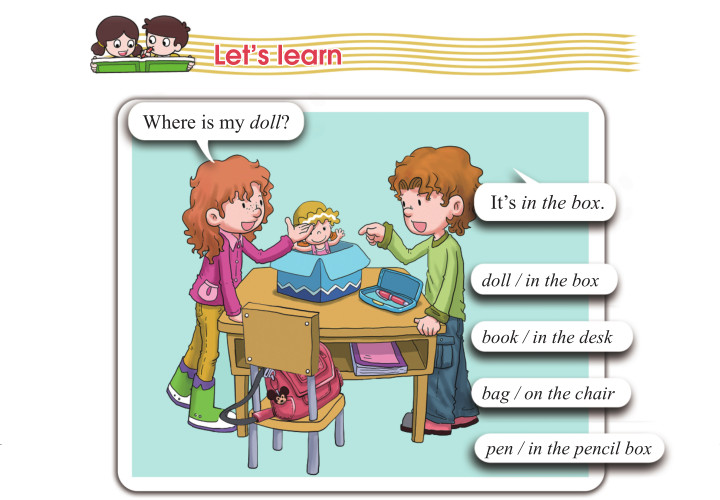 Let's learn
Where is my doll?
It's in the box.
doll / in the box
book / in the desk
bag / on the chair
pen / in the pencil box